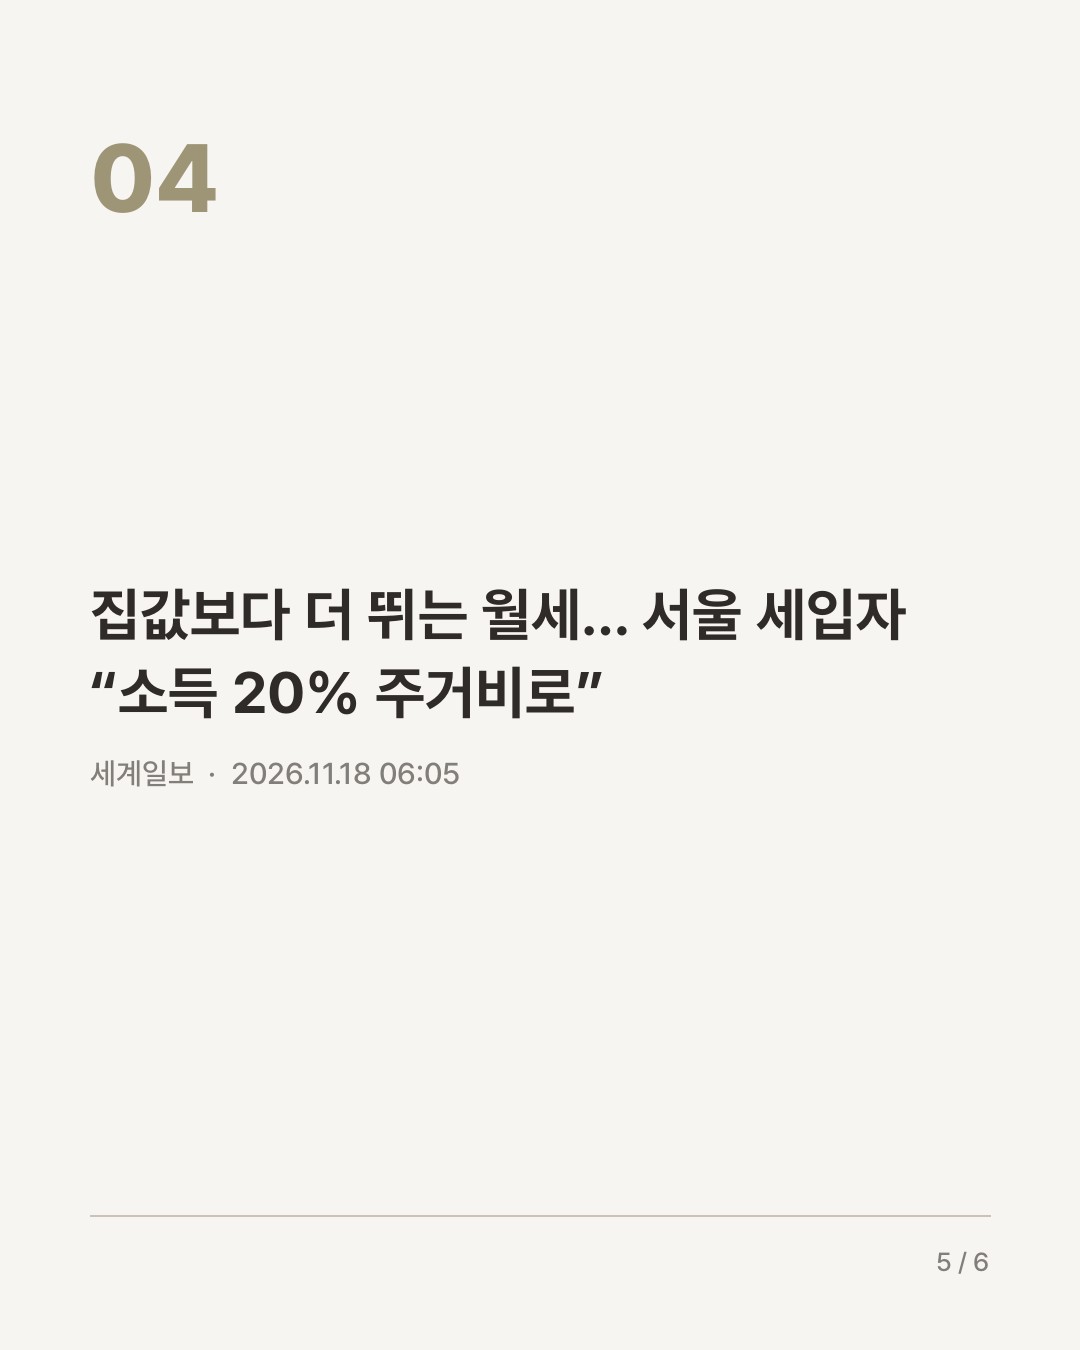 04
집값보다 더 뛰는 월세… 서울 세입자
“소득 20% 주거비로”
세계일보 · 2026.11.18 06:05
5 / 6